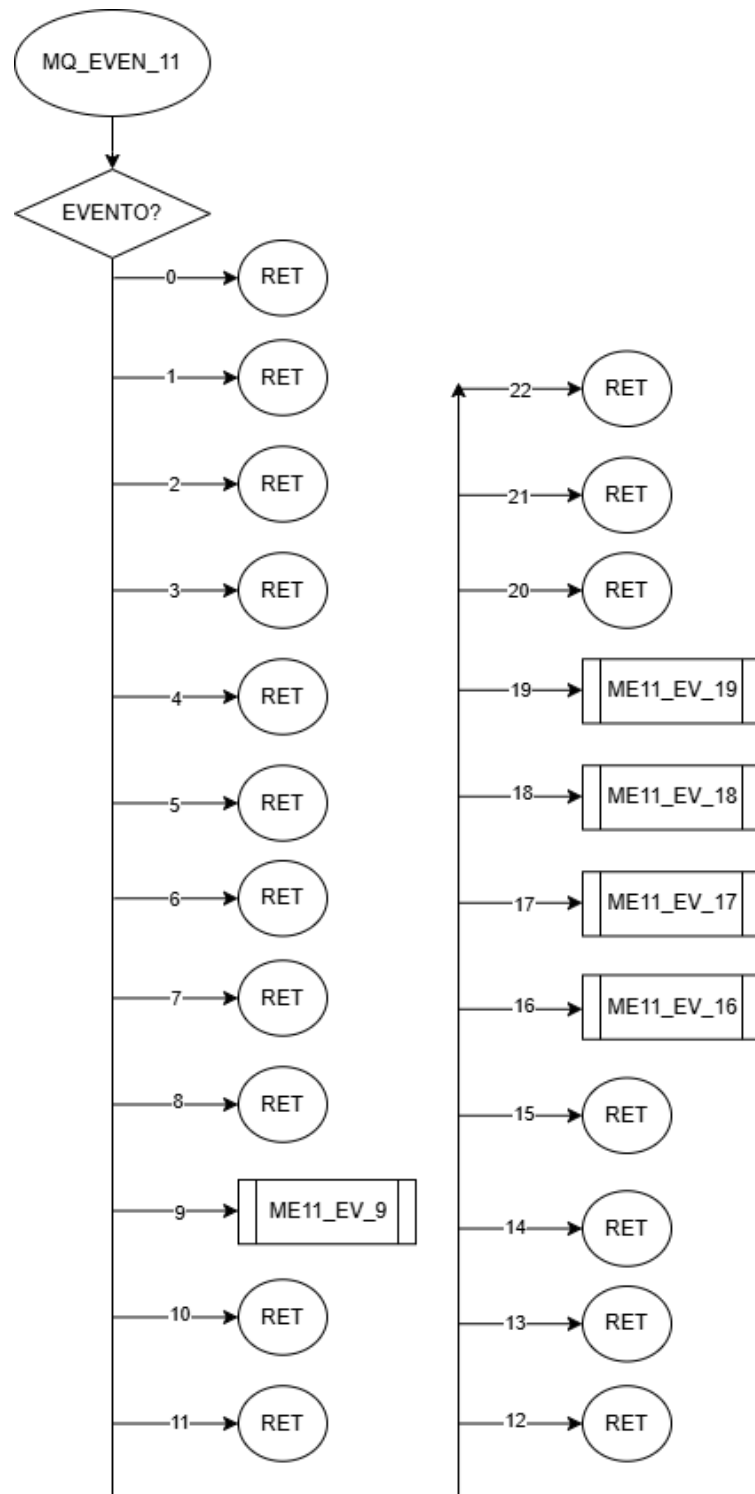 MQ_EVEN_11
EVENTO?
0 RET
1 RET
2 RET
3 RET
4 RET
5 RET
6 RET
7 RET
8 RET
9 ME11_EV_9
10 RET
11 RET
22 RET
21 RET
20 RET
19 ME11_EV_19
18 ME11_EV_18
17 ME11_EV_17
16 ME11_EV_16
15 RET
14 RET
13 RET
12 RET